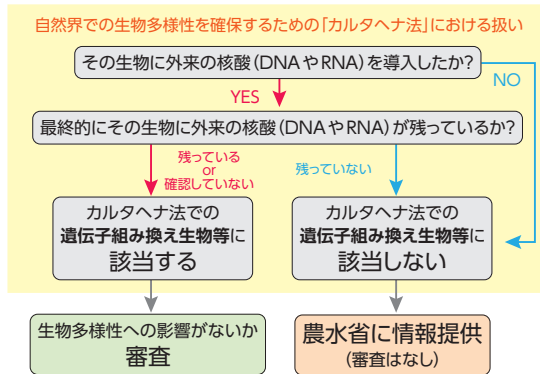 自然界での生物多様性を確保するための「カルタヘナ法」における扱い
その生物に外来の核酸(DNAやRNA)を導入したか?
NO
YES
最終的にその生物に外来の核酸(DNAやRNA)が残っているか?
残っている
or
確認していない
残っていない
カルタヘナ法での
遺伝子組み換え生物等に
該当する
カルタヘナ法での
遺伝子組み換え生物等に
該当しない
生物多様性への影響がないか
審査
農水省に情報提供
(審査はなし)